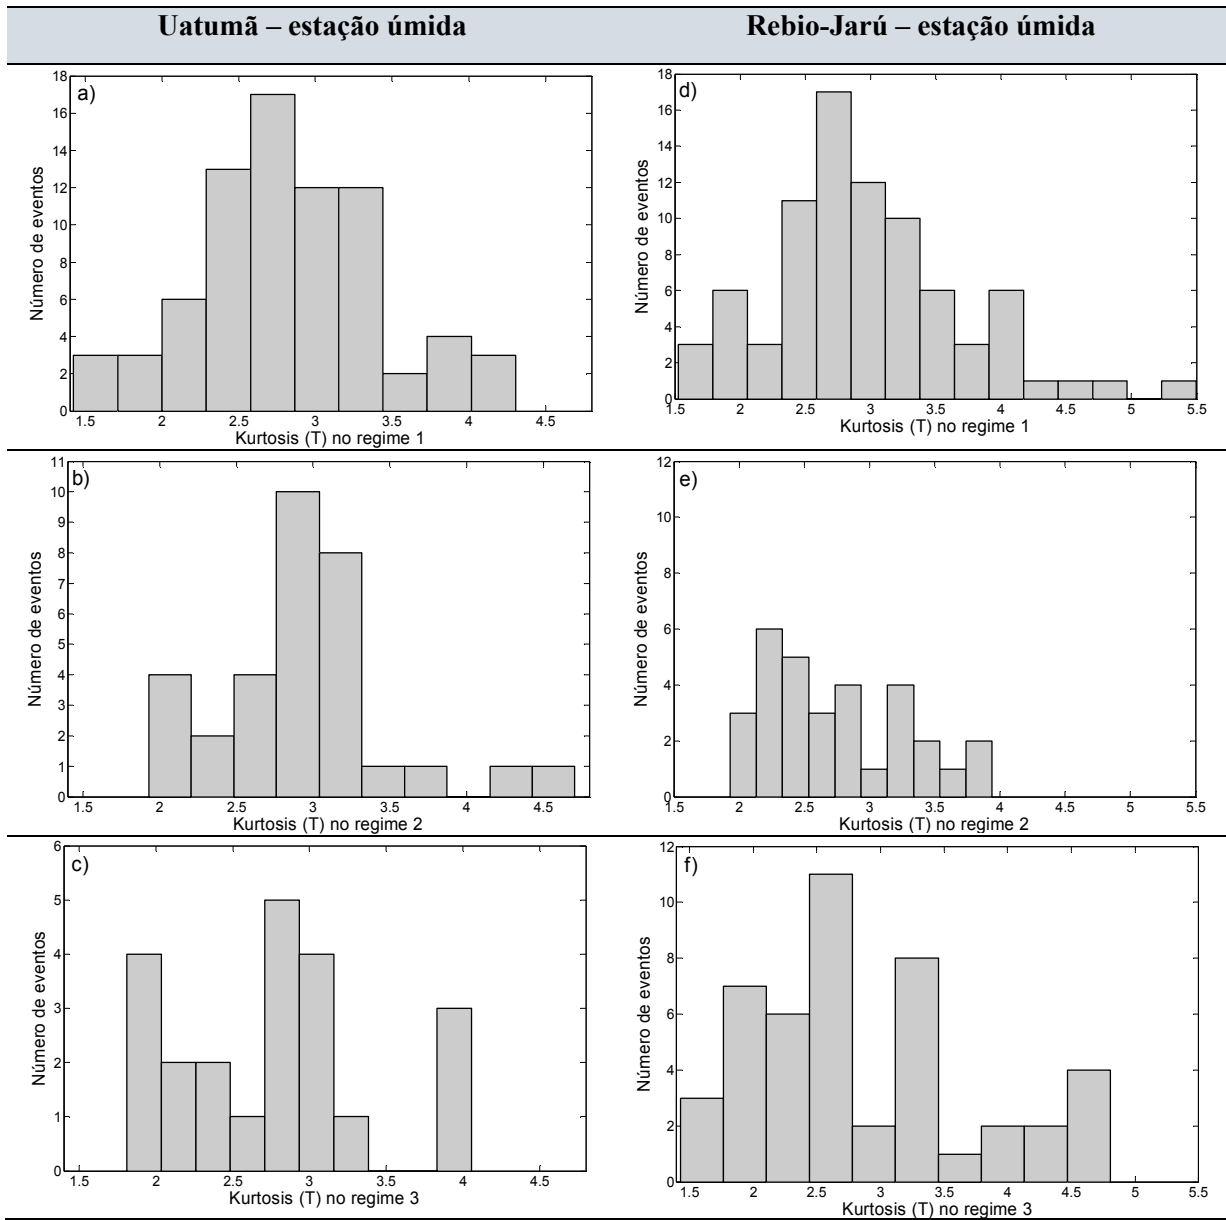 Uatumã – estação úmida
Rebio-Jarú – estação úmida
a)
18
16
14
12
10
8
6
4
2
0
Número de eventos
1.5 2 2.5 3 3.5 4 4.5
Kurtosis (T) no regime 1
d)
18
16
14
12
10
8
6
4
2
0
Número de eventos
1.5 2 2.5 3 3.5 4 4.5 5 5.5
Kurtosis (T) no regime 1
b)
11
10
9
8
7
6
5
4
3
2
1
0
Número de eventos
1.5 2 2.5 3 3.5 4 4.5
Kurtosis (T) no regime 2
e)
12
10
8
6
4
2
0
Número de eventos
1.5 2 2.5 3 3.5 4 4.5 5 5.5
Kurtosis (T) no regime 2
c)
6
5
4
3
2
1
0
Número de eventos
1.5 2 2.5 3 3.5 4 4.5
Kurtosis (T) no regime 3
f)
12
10
8
6
4
2
0
Número de eventos
1.5 2 2.5 3 3.5 4 4.5 5 5.5
Kurtosis (T) no regime 3